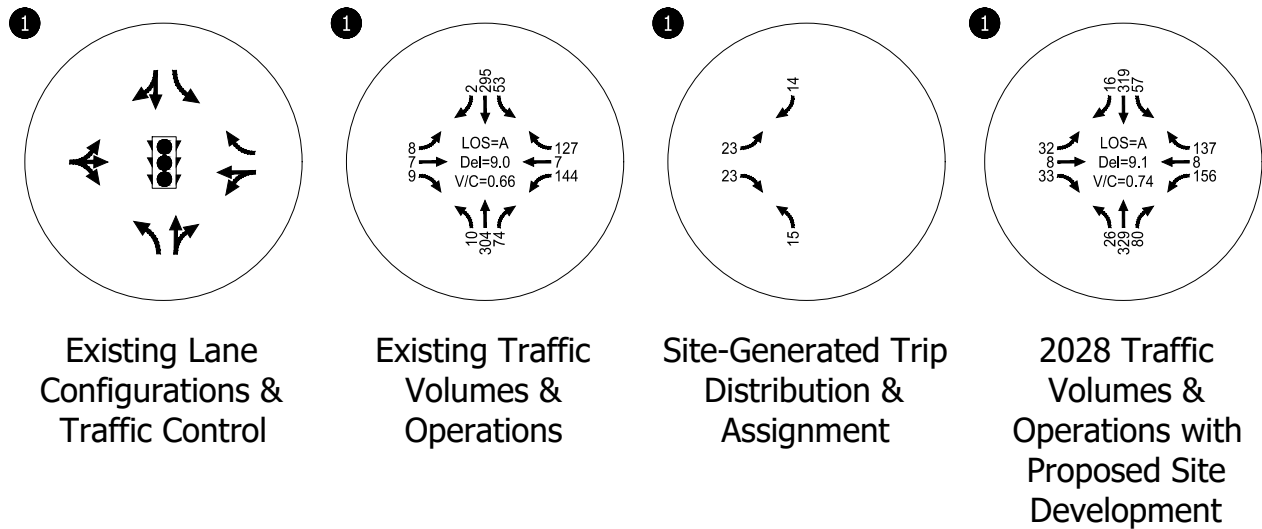 1
1
1
1
2
295
53
8
7
9
LOS=A
Del=9.0
V/C=0.66
127
7
144
10
304
74
14
23
23
15
16
319
57
32
8
33
LOS=A
Del=9.1
V/C=0.74
137
8
156
26
329
80
Existing Lane
Configurations &
Traffic Control
Existing Traffic
Volumes &
Operations
Site-Generated Trip
Distribution &
Assignment
2028 Traffic
Volumes &
Operations with
Proposed Site
Development